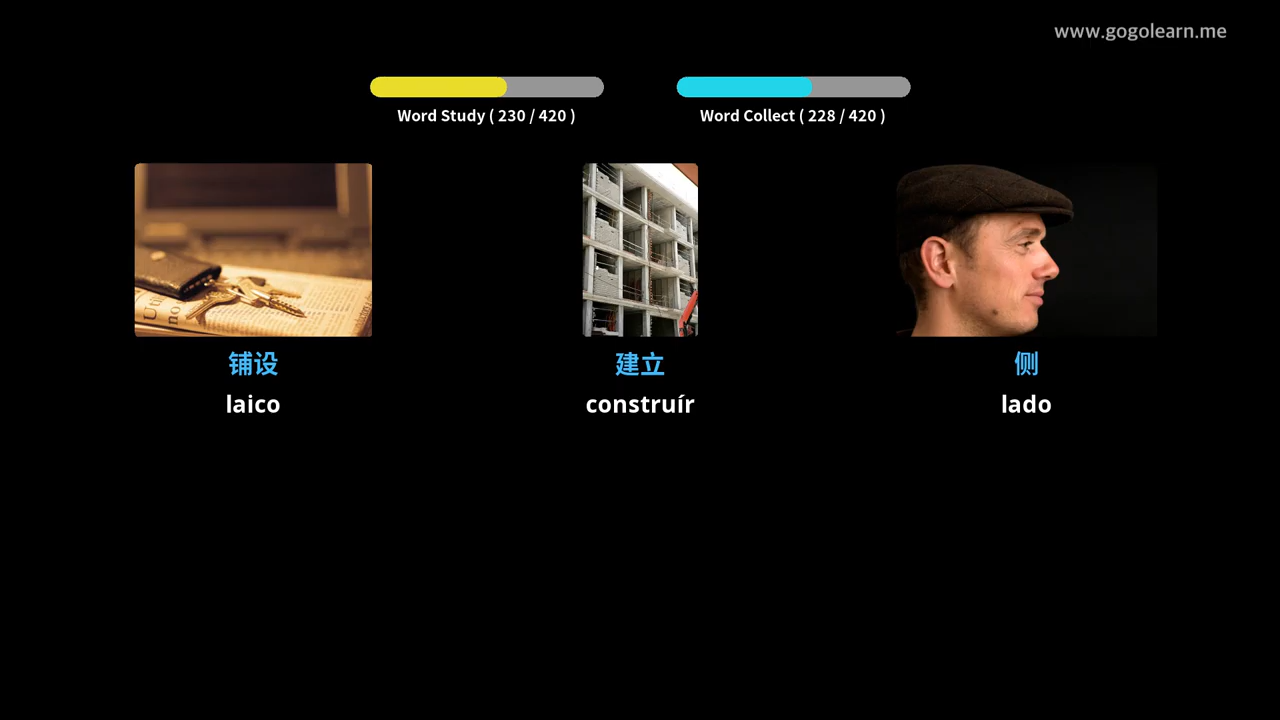 www.gogolearn.me
Word Study ( 230 / 420 )
Word Collect ( 228 / 420 )
铺设
建立
侧
laico
construír
lado